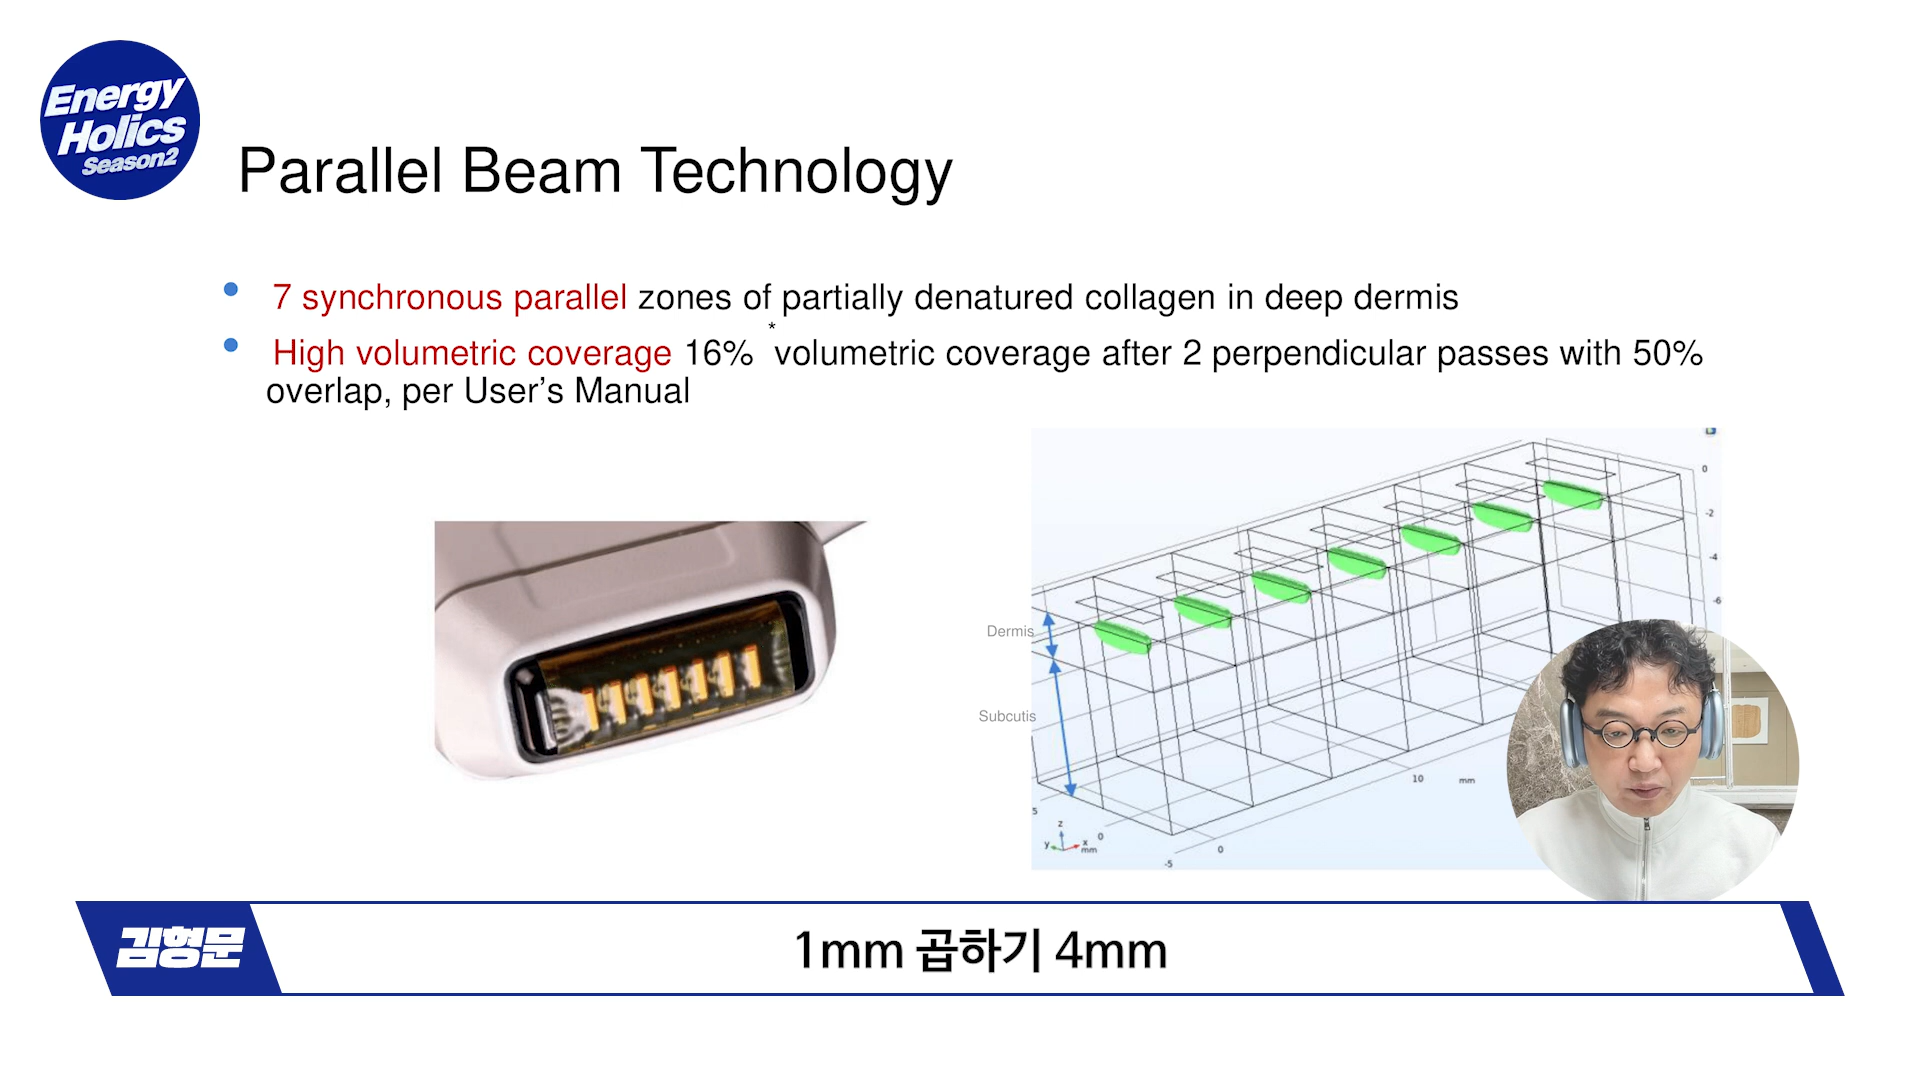 Energy
Holics
Season2
Parallel Beam Technology
• 7 synchronous parallel zones of partially denatured collagen in deep dermis
• High volumetric coverage 16% * volumetric coverage after 2 perpendicular passes with 50%
overlap, per User’s Manual
0
-2
-4
-6
Dermis
Subcutis
10 mm
5
z
y x
mm
0
0
-5
김형문
1mm 곱하기 4mm